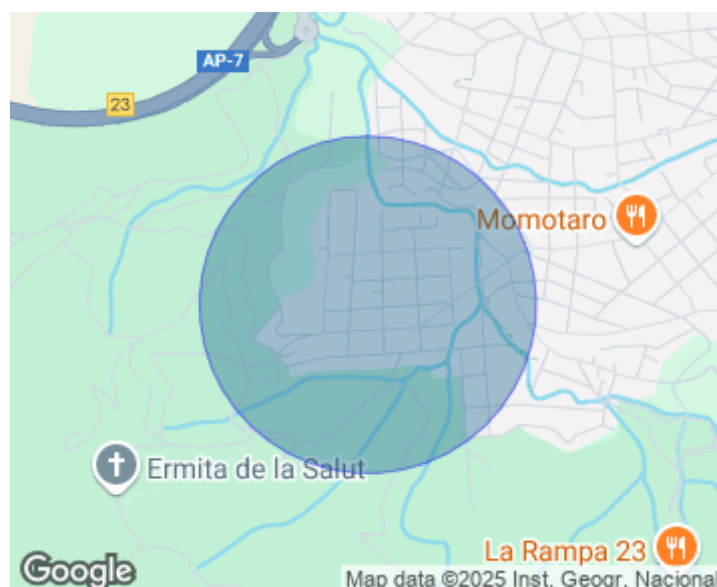 AP-7
23
Momotaro
Ermita de la Salut
La Rampa 23
Google
Map data ©2025 Inst. Geogr. Nacional